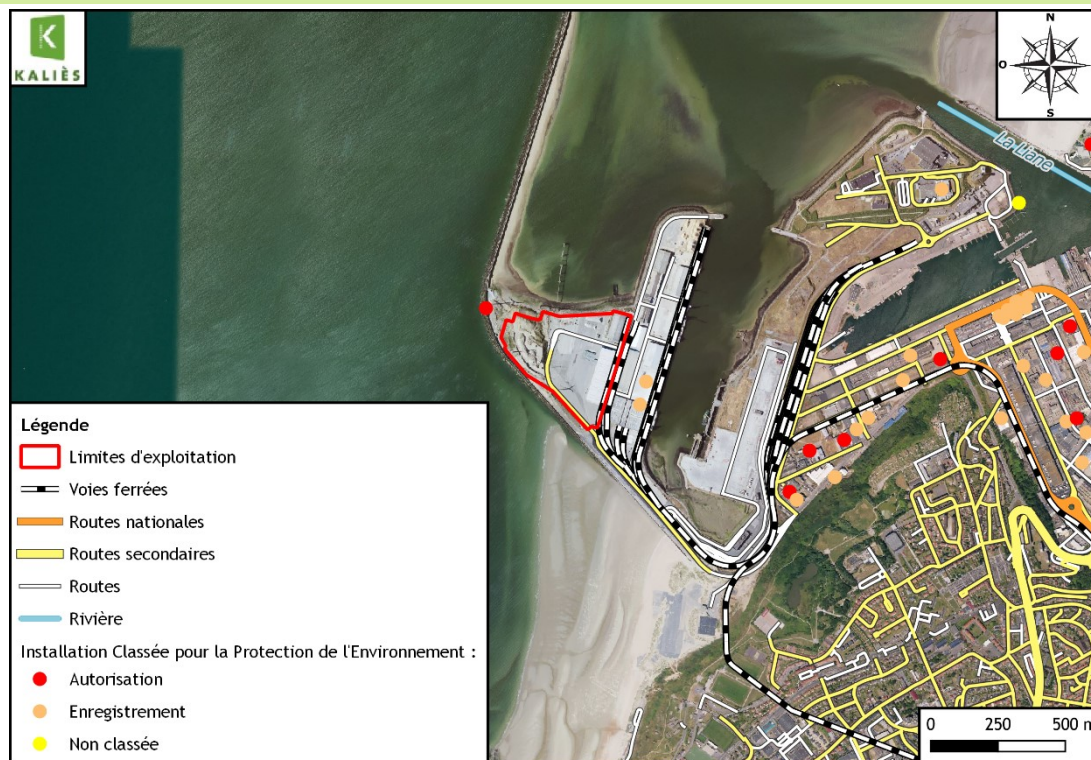 K
KALIÈS
N
O
S
La Liane
Légende
Limites d'exploitation
Voies ferrées
Routes nationales
Routes secondaires
Routes
Rivière
Installation Classée pour la Protection de l'Environnement :
Autorisation
Enregistrement
Non classée
0 250 500 m